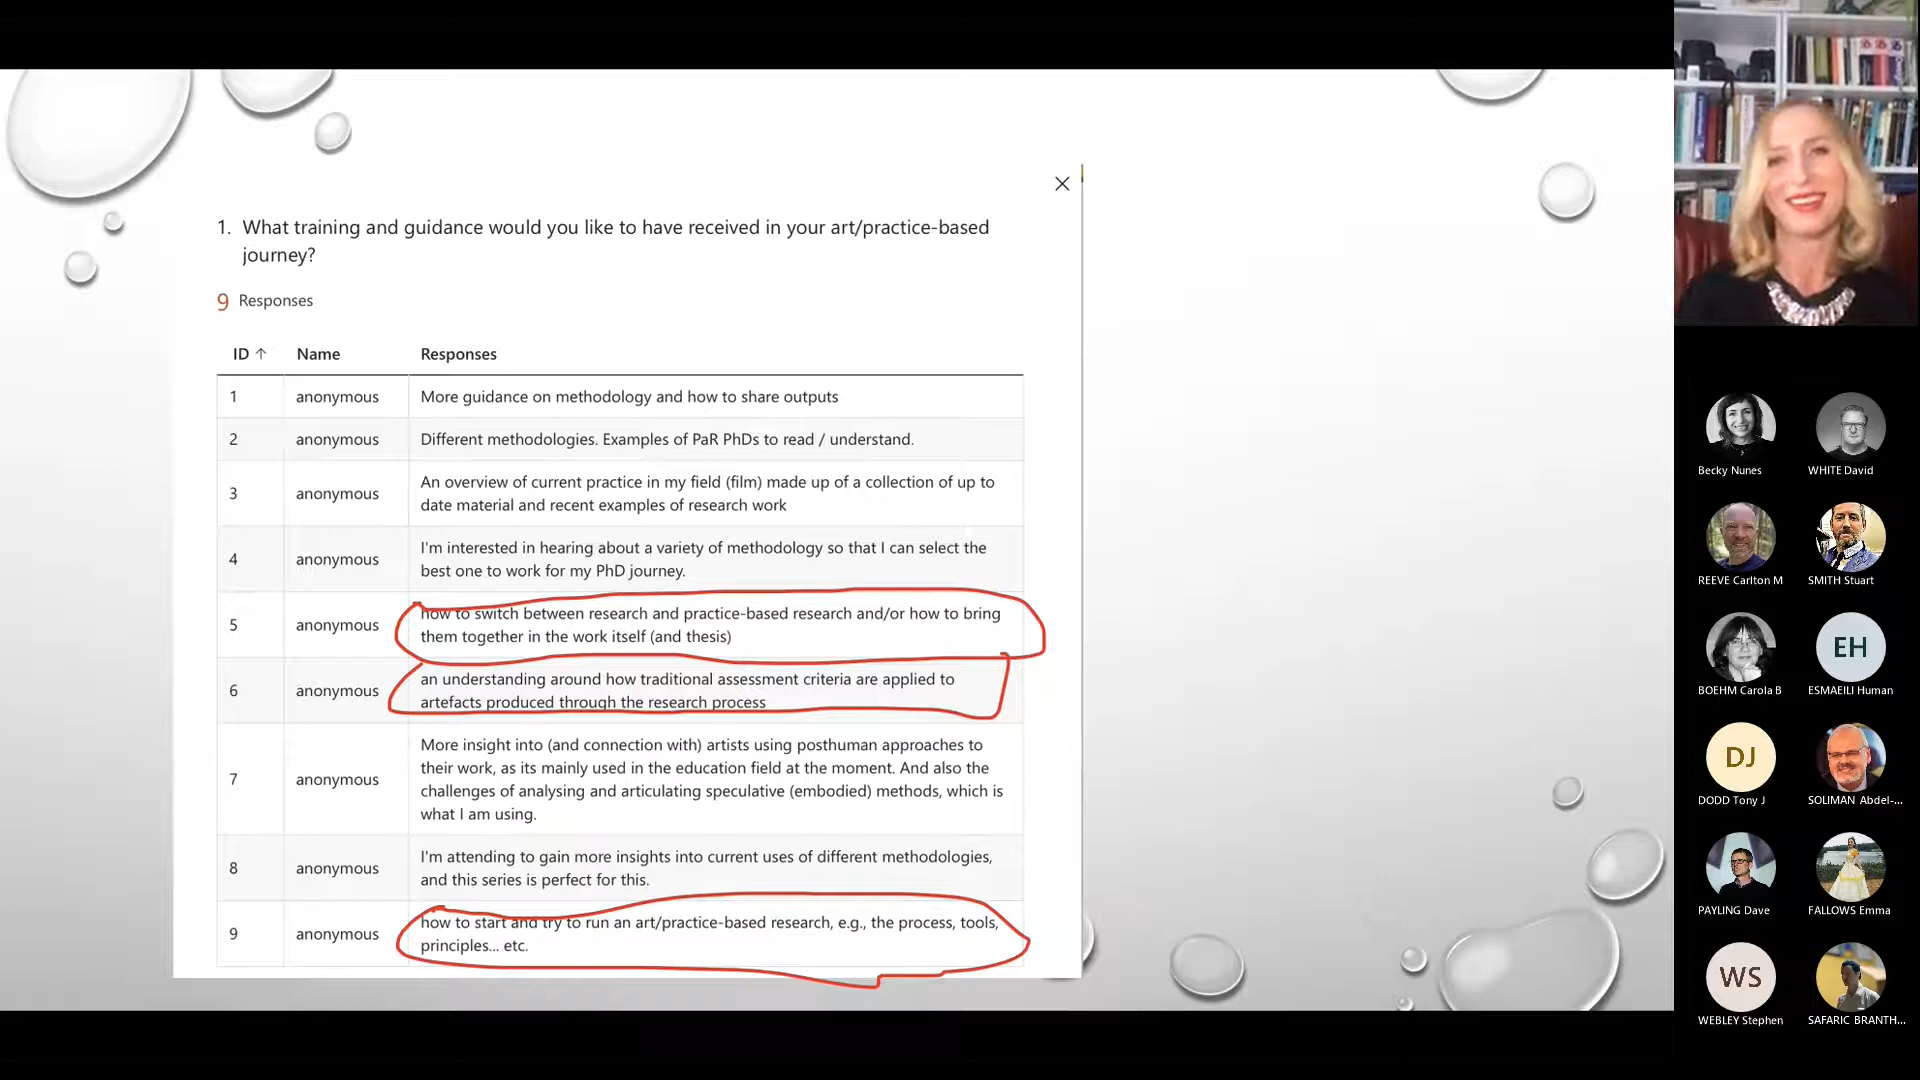 1. What training and guidance would you like to have received in your art/practice-based
journey?
9 Responses
ID ↑ Name Responses
1 anonymous More guidance on methodology and how to share outputs
2 anonymous Different methodologies. Examples of PaR PhDs to read / understand.
3 anonymous An overview of current practice in my field (film) made up of a collection of up to
date material and recent examples of research work
4 anonymous I'm interested in hearing about a variety of methodology so that I can select the
best one to work for my PhD journey.
5 anonymous how to switch between research and practice-based research and/or how to bring
them together in the work itself (and thesis)
6 anonymous an understanding around how traditional assessment criteria are applied to
artefacts produced through the research process
7 anonymous More insight into (and connection with) artists using posthuman approaches to
their work, as its mainly used in the education field at the moment. And also the
challenges of analysing and articulating speculative (embodied) methods, which is
what I am using.
8 anonymous I'm attending to gain more insights into current uses of different methodologies,
and this series is perfect for this.
9 anonymous how to start and try to run an art/practice-based research, e.g., the process, tools,
principles... etc.
Becky Nunes WHITE David
REEVE Carlton M SMITH Stuart
EH
BOEHM Carola B ESMAEILI Human
DJ
DODD Tony J SOLIMAN Abdel-...
PAYLING Dave FALLOWS Emma
WS
WEBLEY Stephen SAFARIC BRANTH...